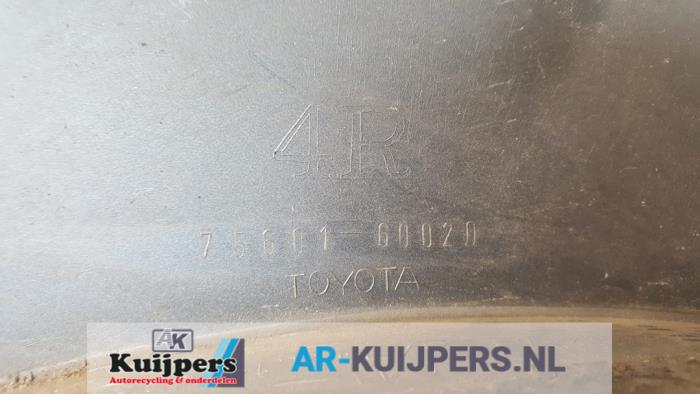 4R
75601-60020
TOYOTA
AK
Kuijpers
Autorecycling & onderdelen
AR-KUIJPERS.NL